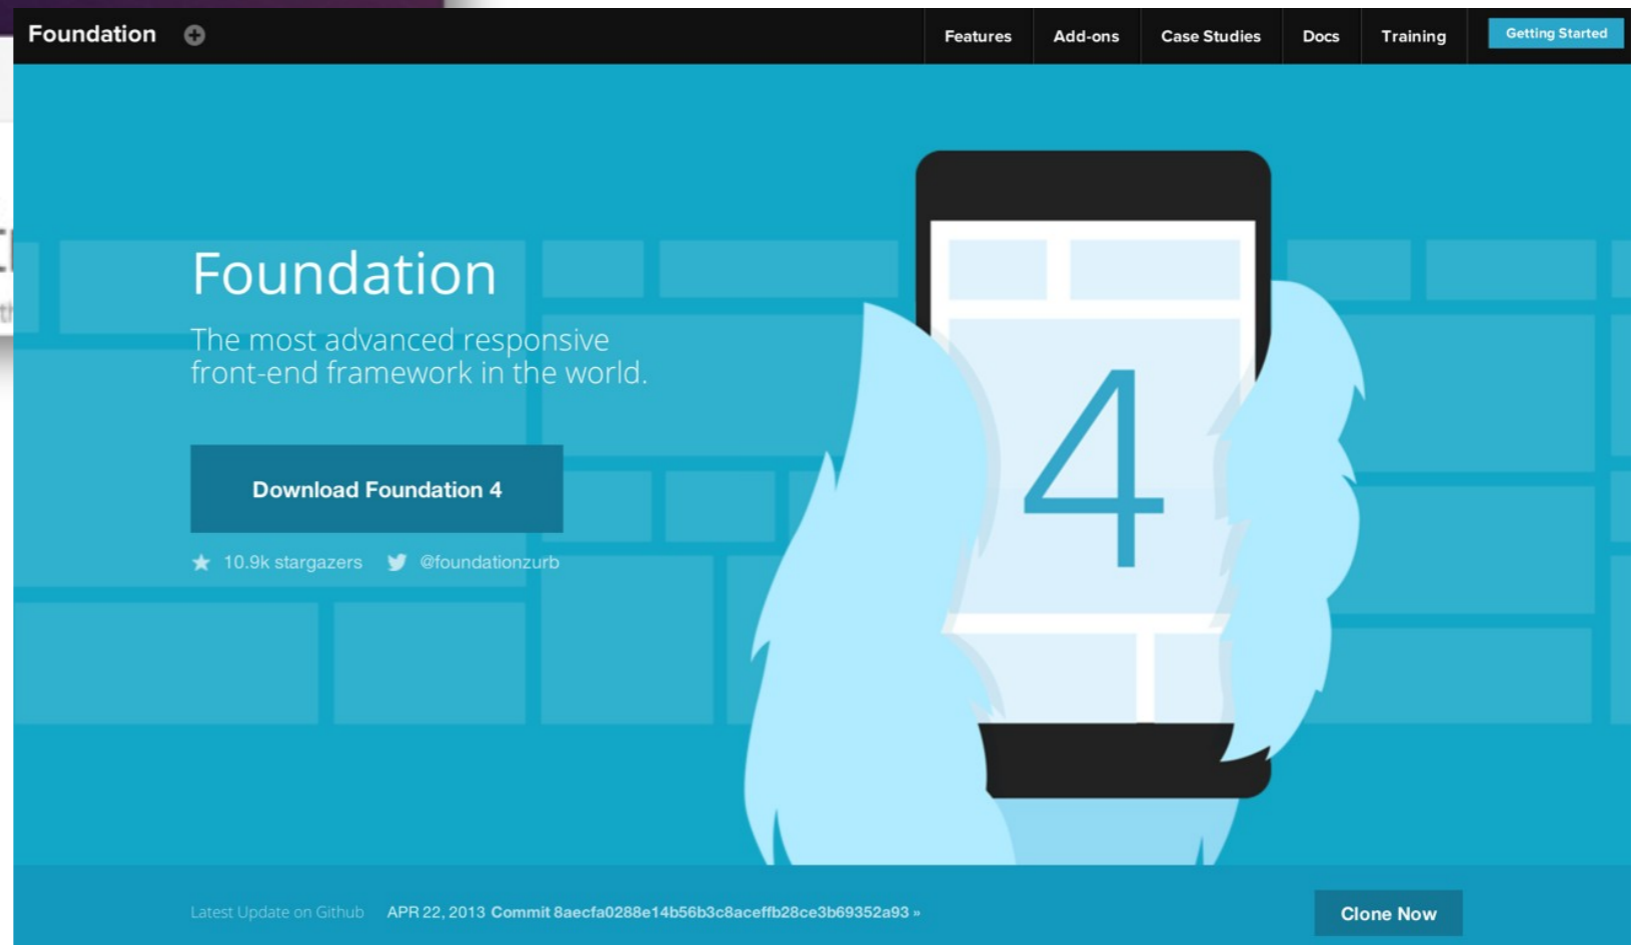 Foundation
Features Add-ons Case Studies Docs Training Getting Started
Foundation
The most advanced responsive
front-end framework in the world.
Download Foundation 4
10.9k stargazers @foundationzurb
4
Latest Update on Github APR 22, 2013 Commit 8aecfa0288e14b56b3c8aceffb28ce3b69352a93 »
Clone Now